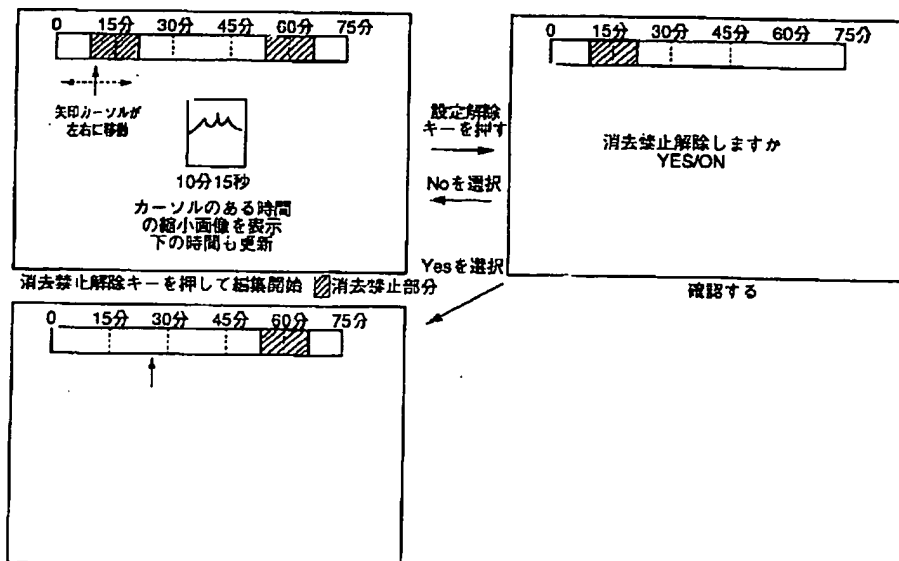 0 15分 30分 45分 60分 75分
矢印カーソルが
左右に移動
10分15秒
カーソルのある時間
の縮小画像を表示
下の時間も更新
設定解除
キーを押す
Noを選択
0 15分 30分 45分 60分 75分
消去禁止解除しますか
YES/ON
Yesを選択
消去禁止解除キーを押して編集開始
消去禁止部分
確認する
0 15分 30分 45分 60分 75分